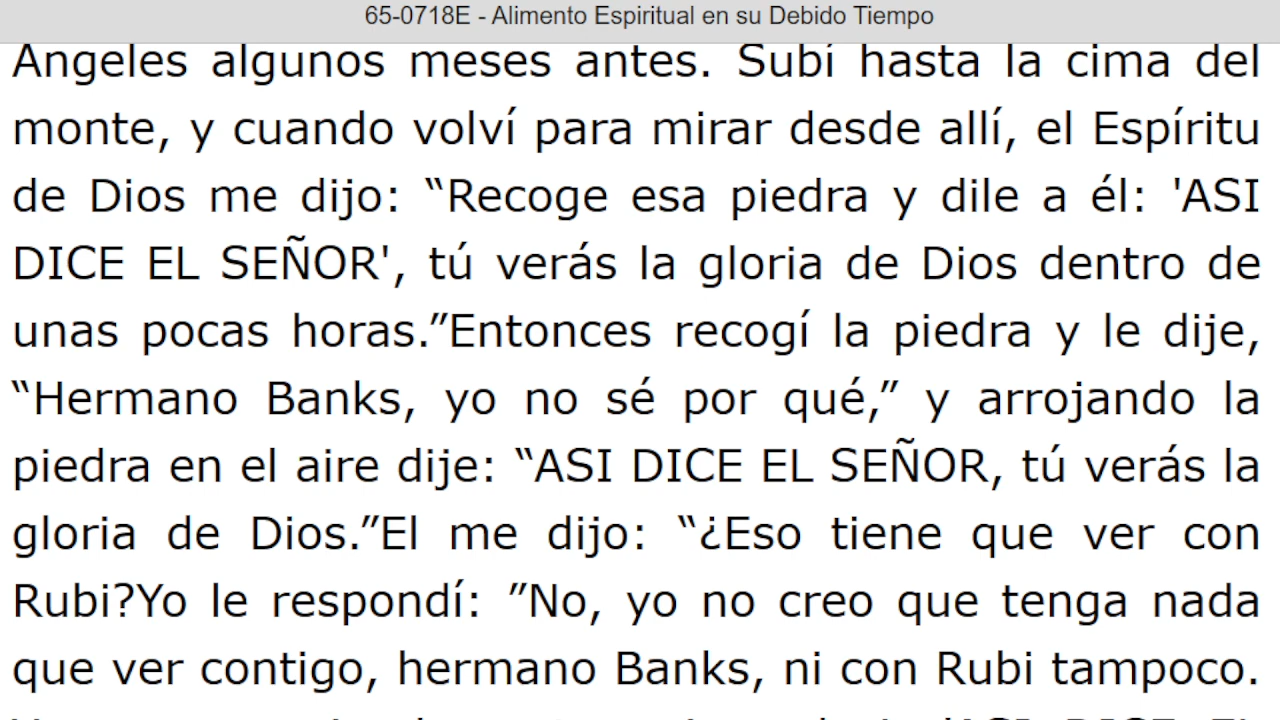 65-0718E - Alimento Espiritual en su Debido Tiempo
Angeles algunos meses antes. Subí hasta la cima del
monte, y cuando volví para mirar desde allí, el Espíritu
de Dios me dijo: “Recoge esa piedra y dile a él: 'ASI
DICE EL SEÑOR', tú verás la gloria de Dios dentro de
unas pocas horas.”Entonces recogí la piedra y le dije,
“Hermano Banks, yo no sé por qué,” y arrojando la
piedra en el aire dije: “ASI DICE EL SEÑOR, tú verás la
gloria de Dios.”El me dijo: “¿Eso tiene que ver con
Rubi?Yo le respondí: ”No, yo no creo que tenga nada
que ver contigo, hermano Banks, ni con Rubi tampoco.